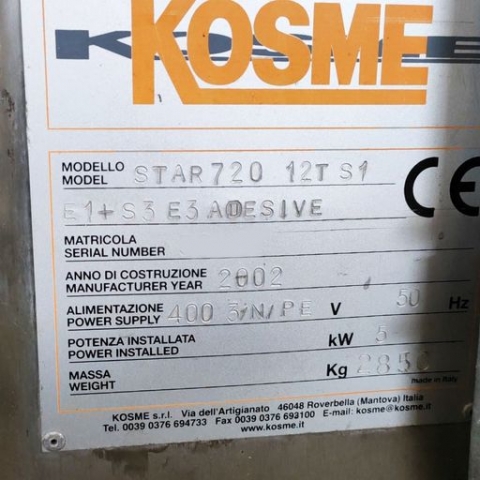 KOSME
MODELLO
MODEL STAR720 12T S1
E1+S3 E3 ADESIVE
MATRICOLA
SERIAL NUMBER
ANNO DI COSTRUZIONE
MANUFACTURER YEAR 2002
ALIMENTAZIONE
POWER SUPPLY 400 3/N/PE V 50 Hz
POTENZA INSTALLATA
POWER INSTALLED kW 5
MASSA
WEIGHT Kg 2850
made in Italy
CE
KOSME s.r.l. Via dell'Artigianato 46048 Roverbella (Mantova) Italia
Tel. 0039 0376 694733 Fax 0039 0376 693100 E-mail: kosme@kosme.it
www.kosme.it